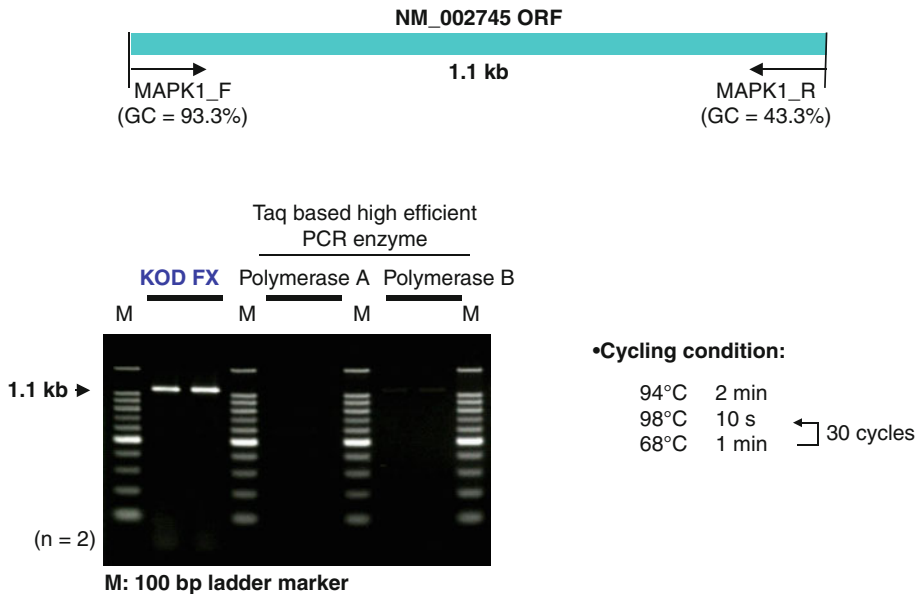 NM_002745 ORF
1.1 kb
MAPK1_F
(GC = 93.3%)
MAPK1_R
(GC = 43.3%)
Taq based high efficient
PCR enzyme
KOD FX Polymerase A Polymerase B
M M M M
1.1 kb
(n = 2)
M: 100 bp ladder marker
•Cycling condition:
94°C 2 min
98°C 10 s
68°C 1 min
30 cycles